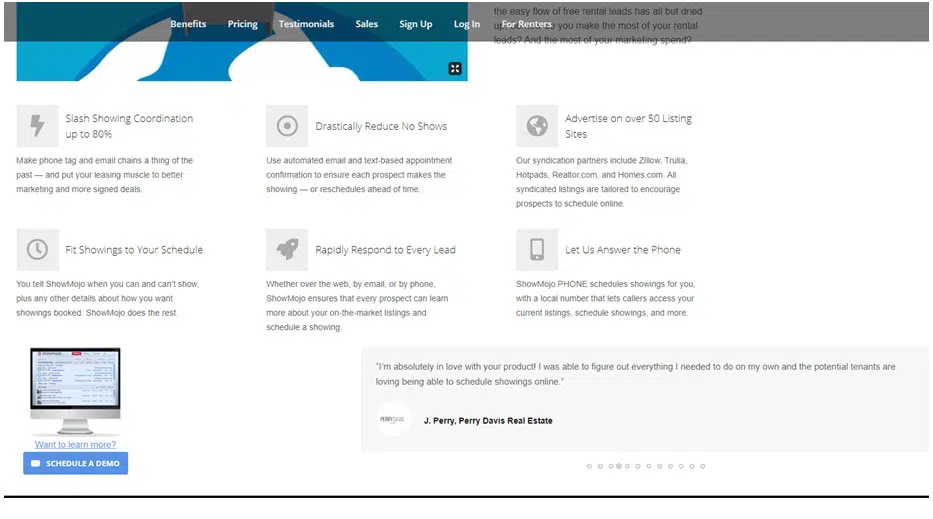 the easy flow of free rental leads has all but dried
Benefits Pricing Testimonials Sales Sign Up Log In For Renters
up. you make the most of your rental
leads? And the most of your marketing spend?
Slash Showing Coordination
up to 80%
Make phone tag and email chains a thing of the
past — and put your leasing muscle to better
marketing and more signed deals.
Drastically Reduce No Shows
Use automated email and text-based appointment
confirmation to ensure each prospect makes the
showing — or reschedules ahead of time.
Advertise on over 50 Listing
Sites
Our syndication partners include Zillow, Trulia,
Hotpads, Realtor.com, and Homes.com. All
syndicated listings are tailored to encourage
prospects to schedule online.
Fit Showings to Your Schedule
You tell ShowMojo when you can and can't show,
plus any other details about how you want
showings booked. ShowMojo does the rest.
Rapidly Respond to Every Lead
Whether over the web, by email, or by phone,
ShowMojo ensures that every prospect can learn
more about your on-the-market listings and
schedule a showing.
Let Us Answer the Phone
ShowMojo PHONE schedules showings for you,
with a local number that lets callers access your
current listings, schedule showings, and more.
Want to learn more?
SCHEDULE A DEMO
"I'm absolutely in love with your product! I was able to figure out everything I needed to do on my own and the potential tenants are
loving being able to schedule showings online."
PERRY DAVIS
J. Perry, Perry Davis Real Estate